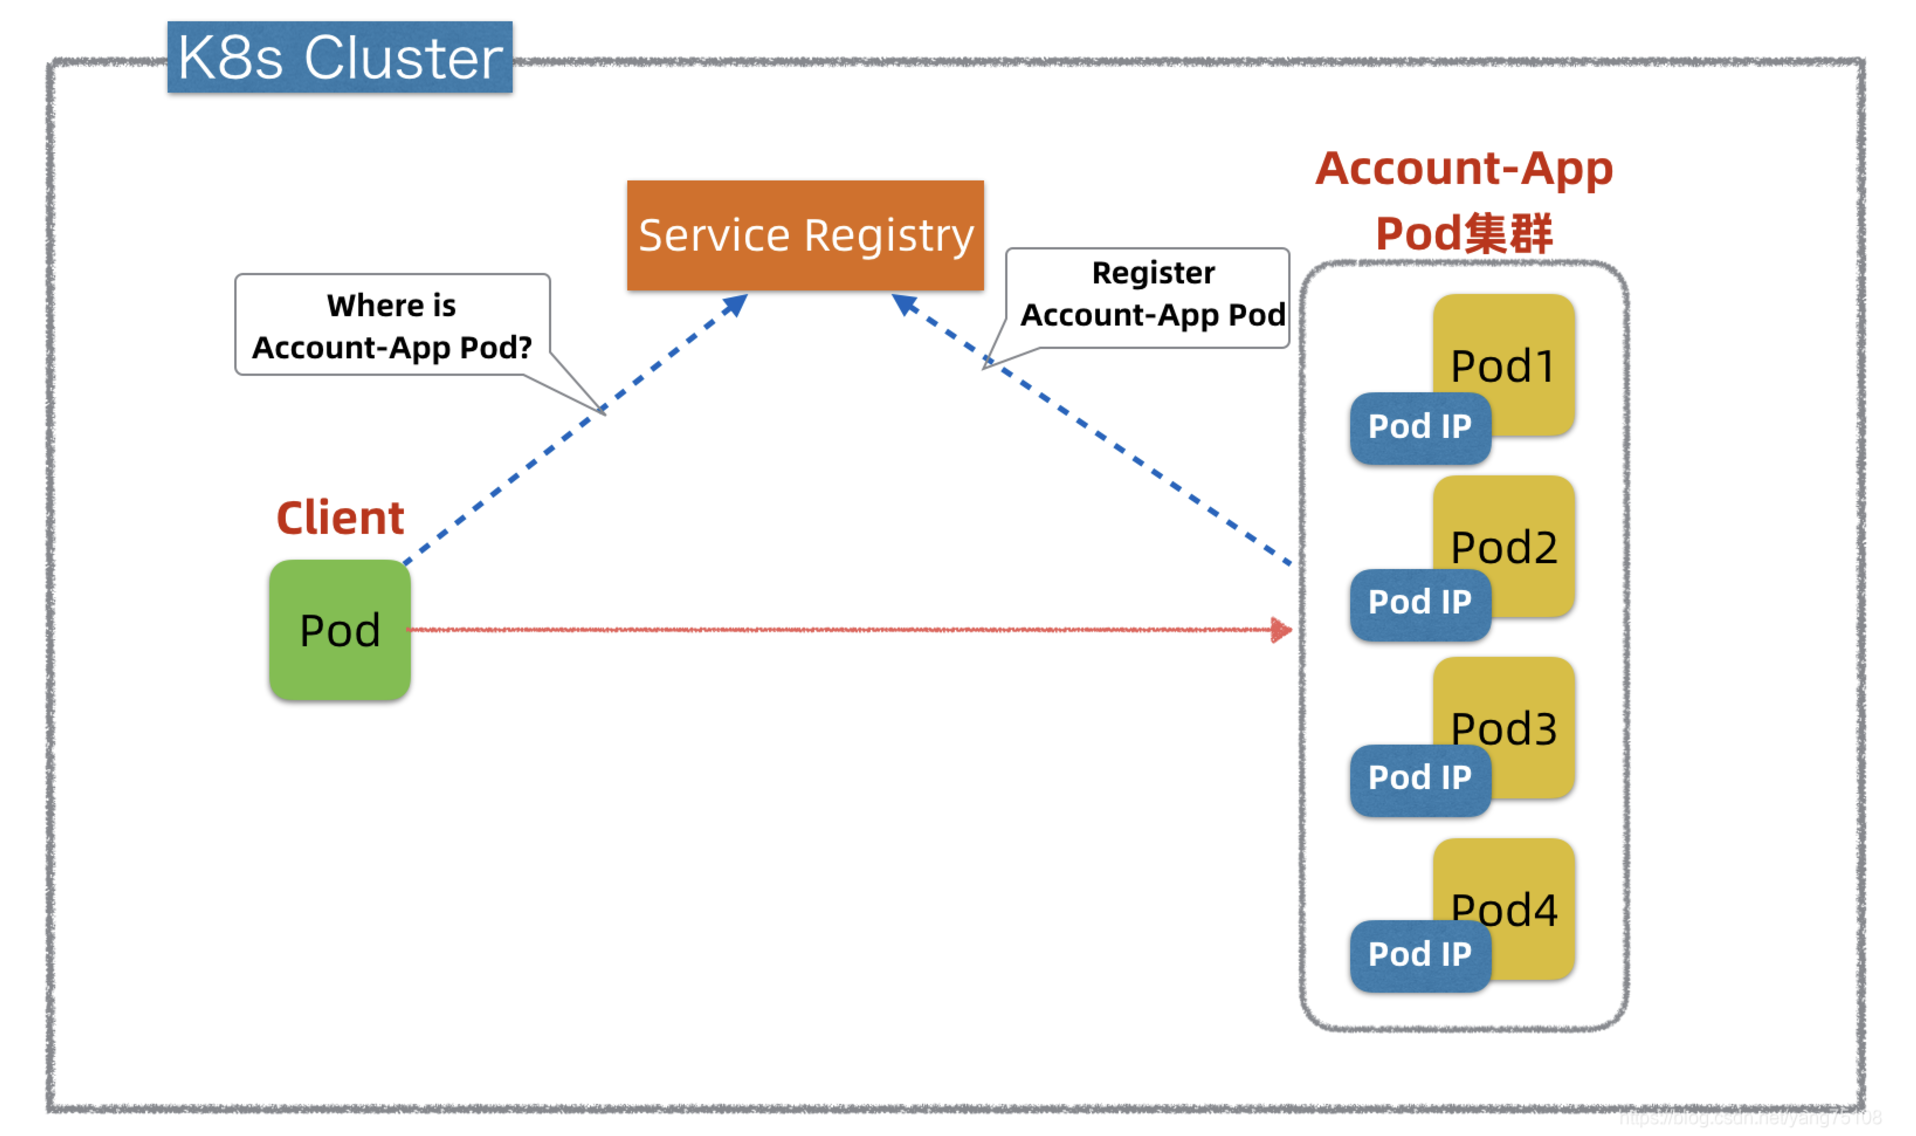 K8s Cluster
Account-App
Pod集群
Service Registry
Where is
Account-App Pod?
Register
Account-App Pod
Client
Pod
Pod1
Pod IP
Pod2
Pod IP
Pod3
Pod IP
Pod4
Pod IP
https://blog.csdn.net/yang75108